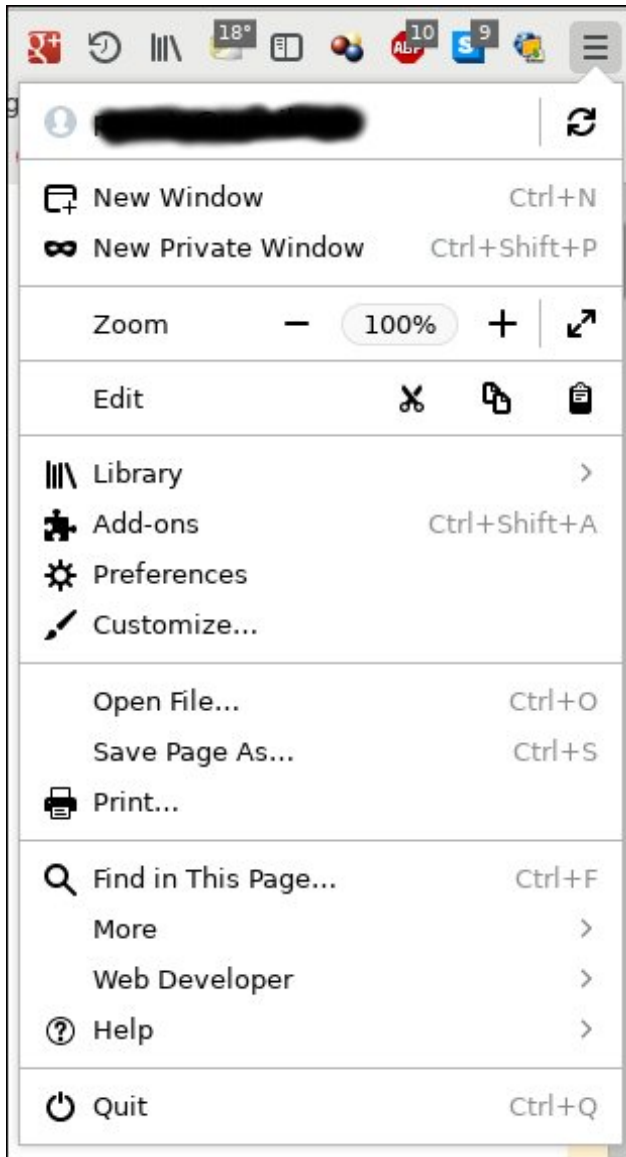 g+ 18° ABP 10 S 9
g
New Window Ctrl+N
New Private Window Ctrl+Shift+P
Zoom − 100% +
Edit
Library >
Add-ons Ctrl+Shift+A
Preferences
Customize...
Open File... Ctrl+O
Save Page As... Ctrl+S
Print...
Find in This Page... Ctrl+F
More >
Web Developer >
Help >
Quit Ctrl+Q